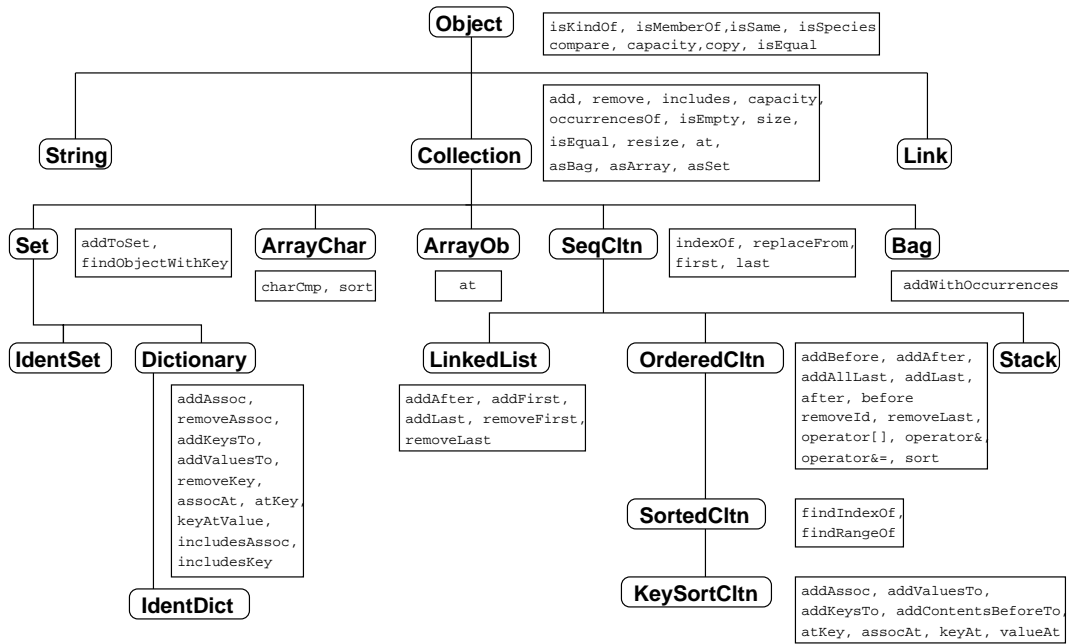 Object
isKindOf, isMemberOf,isSame, isSpecies
compare, capacity,copy, isEqual
String
Collection
add, remove, includes, capacity,
occurrencesOf, isEmpty, size,
isEqual, resize, at,
asBag, asArray, asSet
Link
Set
addToSet,
findObjectWithKey
ArrayChar
charCmp, sort
ArrayOb
at
SeqCltn
indexOf, replaceFrom,
first, last
Bag
addWithOccurrences
IdentSet
Dictionary
addAssoc,
removeAssoc,
addKeysTo,
addValuesTo,
removeKey,
assocAt, atKey,
keyAtValue,
includesAssoc,
includesKey
IdentDict
LinkedList
addAfter, addFirst,
addLast, removeFirst,
removeLast
OrderedCltn
addBefore, addAfter,
addAllLast, addLast,
after, before
removeId, removeLast,
operator[], operator&,
operator&=, sort
Stack
SortedCltn
findIndexOf,
findRangeOf
KeySortCltn
addAssoc, addValuesTo,
addKeysTo, addContentsBeforeTo,
atKey, assocAt, keyAt, valueAt